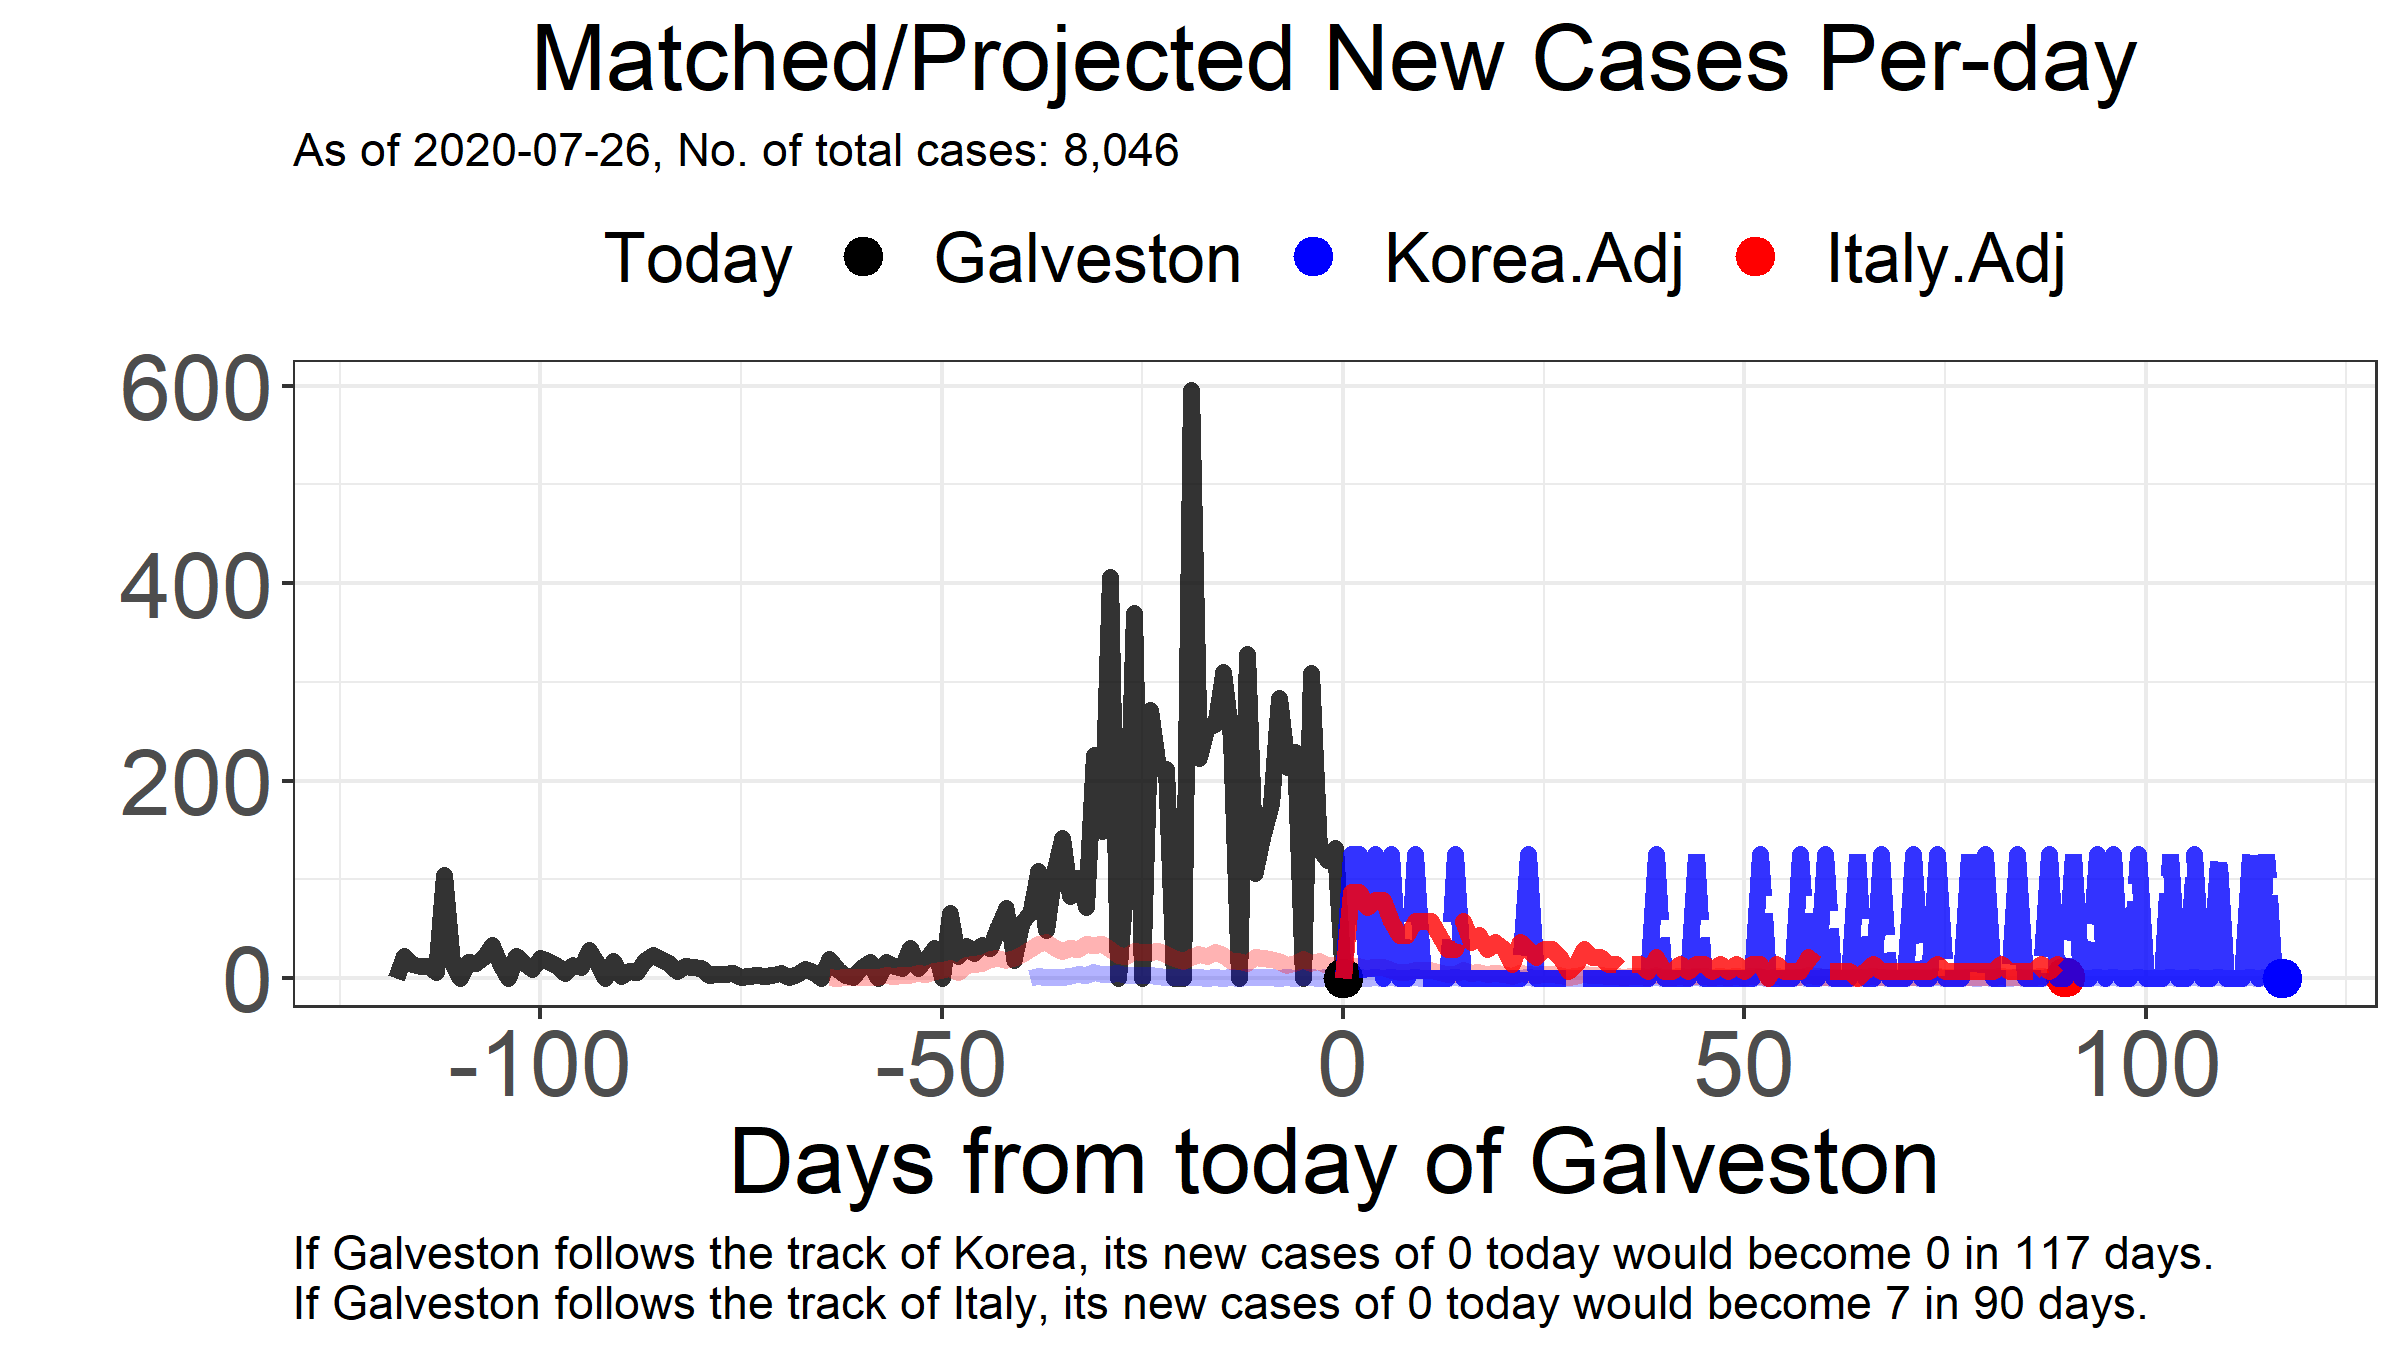 Matched/Projected New Cases Per-day
As of 2020-07-26, No. of total cases: 8,046
Today Galveston Korea.Adj Italy.Adj
600
400
200
0
-100 -50 0 50 100
Days from today of Galveston
If Galveston follows the track of Korea, its new cases of 0 today would become 0 in 117 days.
If Galveston follows the track of Italy, its new cases of 0 today would become 7 in 90 days.